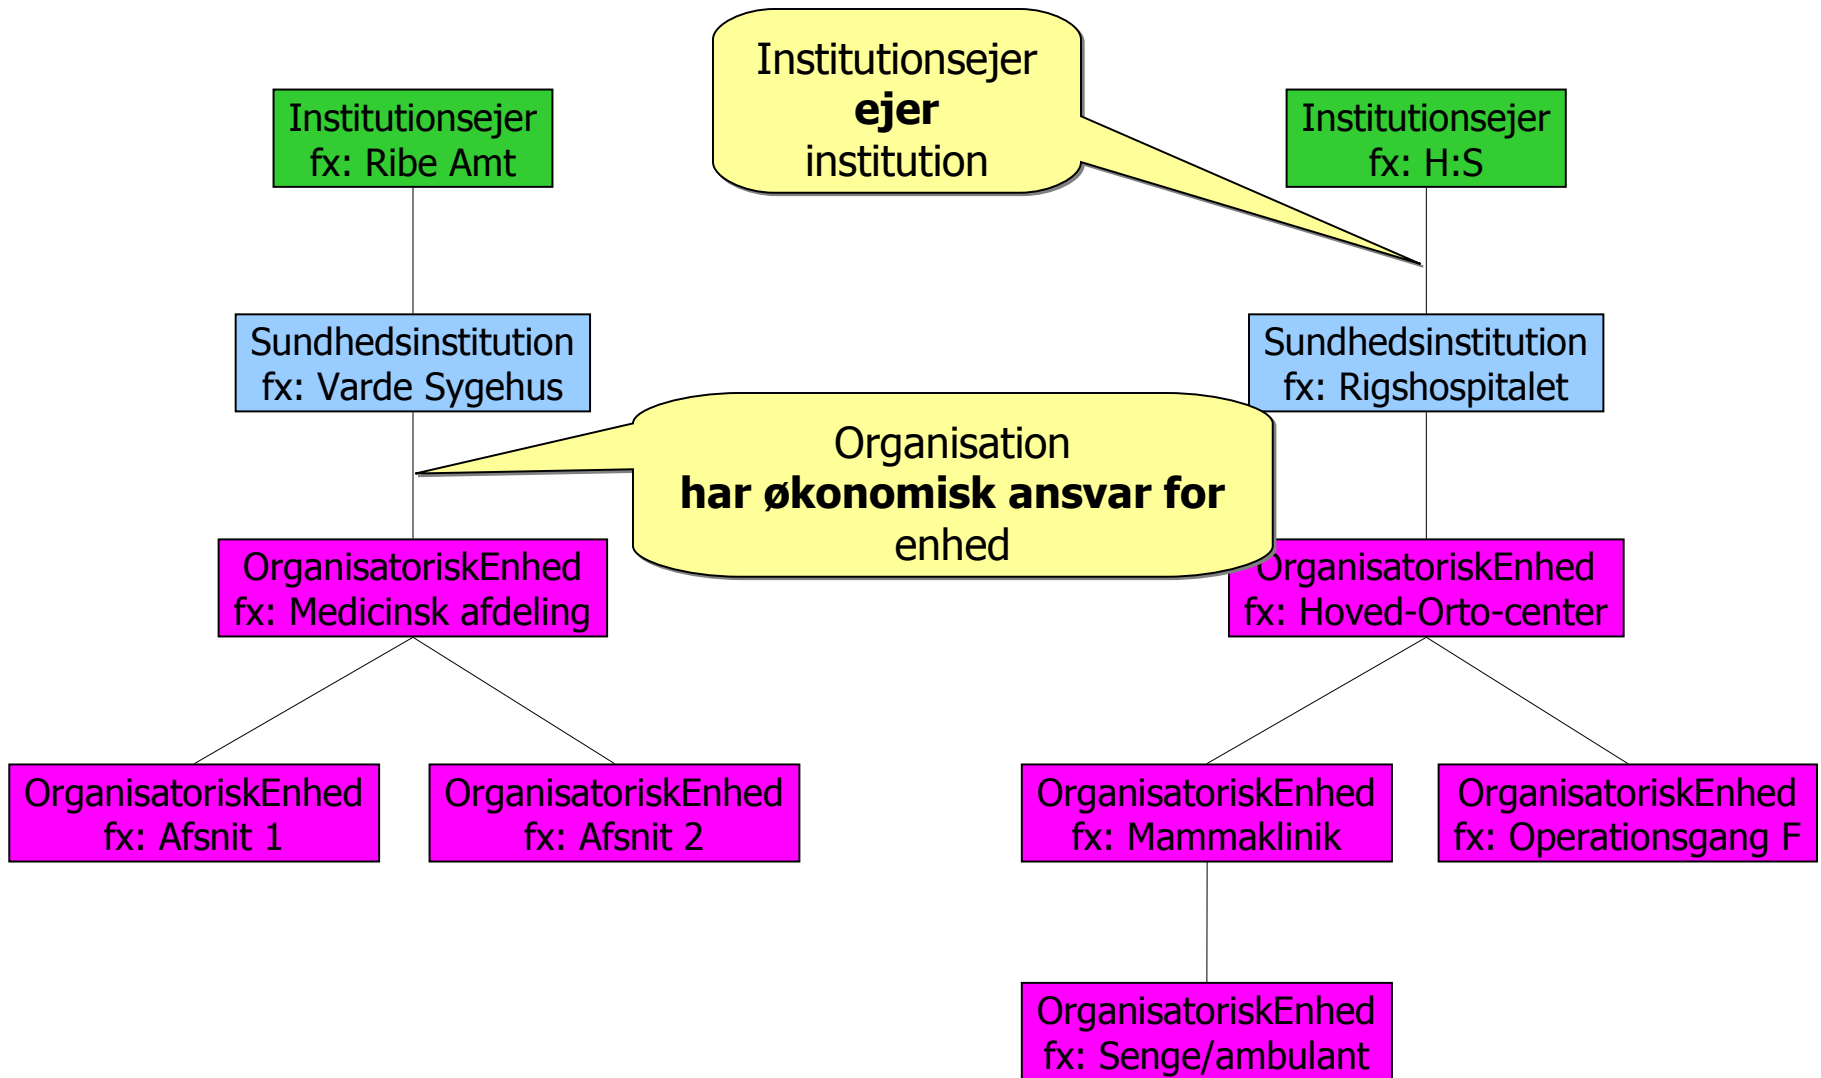 Institutionsejer
ejer
institution
Institutionsejer
fx: Ribe Amt
Institutionsejer
fx: H:S
Sundhedsinstitution
fx: Varde Sygehus
Sundhedsinstitution
fx: Rigshospitalet
Organisation
har økonomisk ansvar for
enhed
OrganisatoriskEnhed
fx: Medicinsk afdeling
OrganisatoriskEnhed
fx: Hoved-Orto-center
OrganisatoriskEnhed
fx: Afsnit 1
OrganisatoriskEnhed
fx: Afsnit 2
OrganisatoriskEnhed
fx: Mammaklinik
OrganisatoriskEnhed
fx: Operationsgang F
OrganisatoriskEnhed
fx: Senge/ambulant